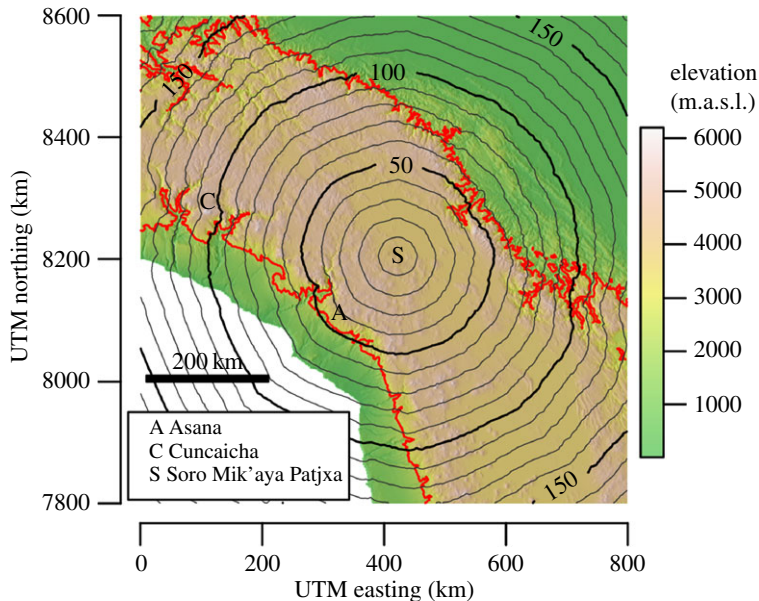 8600
8400
8200
8000
7800
UTM northing (km)
150
150
100
50
C
S
A
200 km
A Asana
C Cuncaicha
S Soro Mik'aya Patjxa
150
0
200
400
600
800
UTM easting (km)
elevation
(m.a.s.l.)
6000
5000
4000
3000
2000
1000